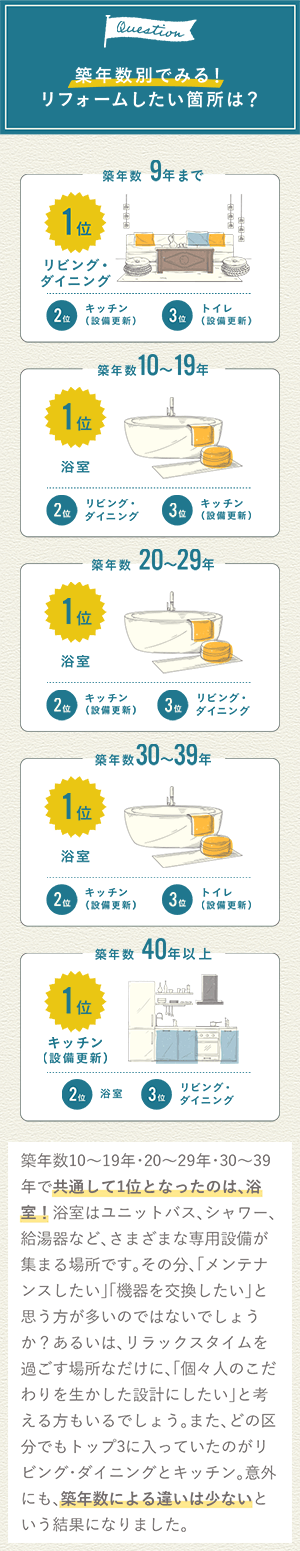 Question
築年数別でみる！
リフォームしたい箇所は？
築年数 9年まで
1位
リビング・
ダイニング
2位 キッチン
（設備更新）
3位 トイレ
（設備更新）
築年数10〜19年
1位
浴室
2位 リビング・
ダイニング
3位 キッチン
（設備更新）
築年数 20〜29年
1位
浴室
2位 キッチン
（設備更新）
3位 リビング・
ダイニング
築年数30〜39年
1位
浴室
2位 キッチン
（設備更新）
3位 トイレ
（設備更新）
築年数 40年以上
1位
キッチン
（設備更新）
2位 浴室
3位 リビング・
ダイニング
築年数10〜19年・20〜29年・30〜39
年で共通して1位となったのは、浴
室！浴室はユニットバス、シャワー、
給湯器など、さまざまな専用設備が
集まる場所です。その分、「メンテナ
ンスしたい」「機器を交換したい」と
思う方が多いのではないでしょう
か？あるいは、リラックスタイムを
過ごす場所なだけに、「個々人のこだ
わりを生かした設計にしたい」と考
える方もいるでしょう。また、どの区
分でもトップ3に入っていたのがリ
ビング・ダイニングとキッチン。意外
にも、築年数による違いは少ないと
いう結果になりました。